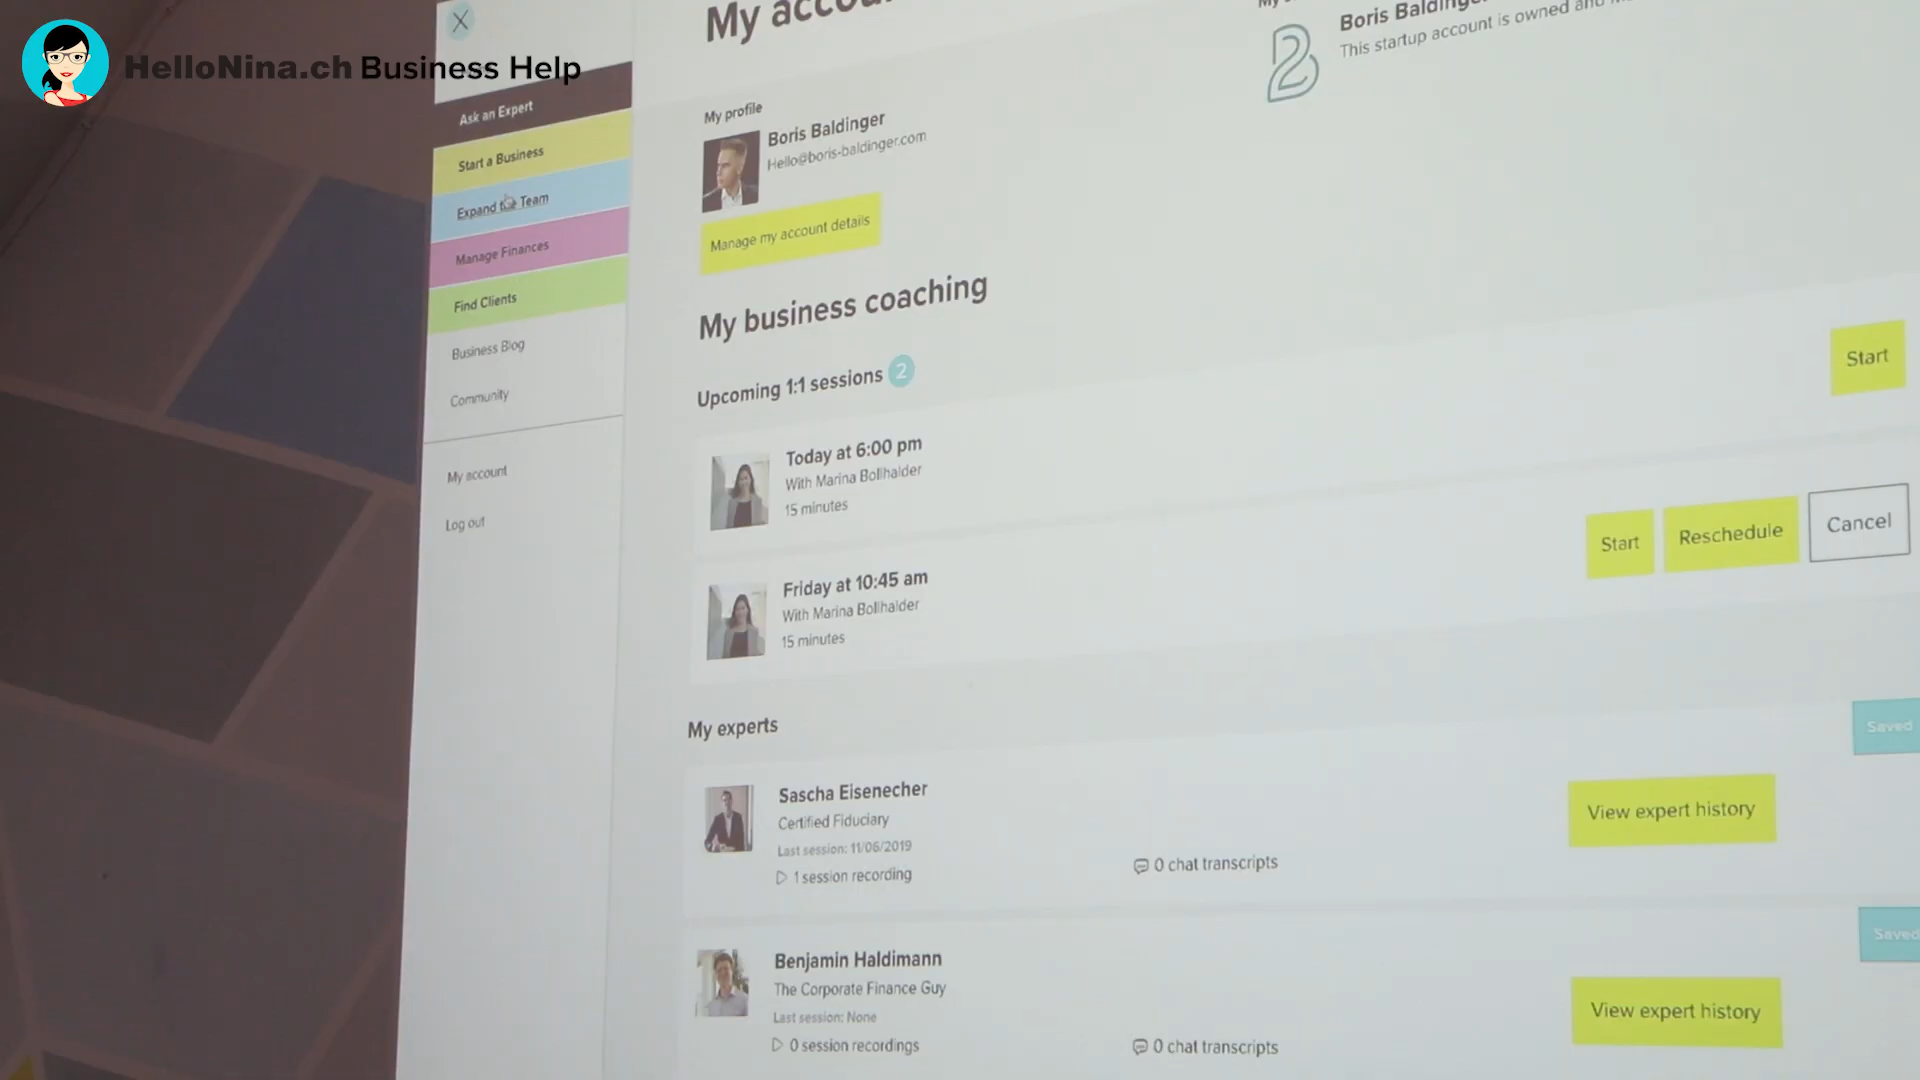 HelloNina.ch Business Help
Ask an Expert
Start a Business
Expand the Team
Manage Finances
Find Clients
Business Blog
Community
My account
Log out
My profile
Boris Baldinger
Hello@boris-baldinger.com
Manage my account details
Boris Baldinger
This startup account is owned and
My business coaching
Upcoming 1:1 sessions 2
Today at 6:00 pm
With Marina Bollhalder
15 minutes
Start
Friday at 10:45 am
With Marina Bollhalder
15 minutes
Start
Reschedule
Cancel
My experts
Saved
Sascha Eisenecher
Certified Fiduciary
Last session: 11/06/2019
1 session recording
0 chat transcripts
View expert history
Saved
Benjamin Haldimann
The Corporate Finance Guy
Last session: None
0 session recordings
0 chat transcripts
View expert history